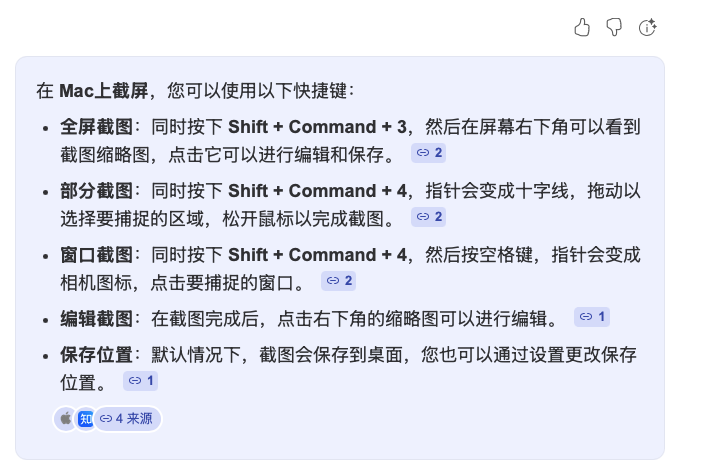 在 Mac上截屏，您可以使用以下快捷键：
• 全屏截图：同时按下 Shift + Command + 3，然后在屏幕右下角可以看到
截图缩略图，点击它可以进行编辑和保存。 2
• 部分截图：同时按下 Shift + Command + 4，指针会变成十字线，拖动以
选择要捕捉的区域，松开鼠标以完成截图。 2
• 窗口截图：同时按下 Shift + Command + 4，然后按空格键，指针会变成
相机图标，点击要捕捉的窗口。 2
• 编辑截图：在截图完成后，点击右下角的缩略图可以进行编辑。 1
• 保存位置：默认情况下，截图会保存到桌面，您也可以通过设置更改保存
位置。 1
知 4 来源